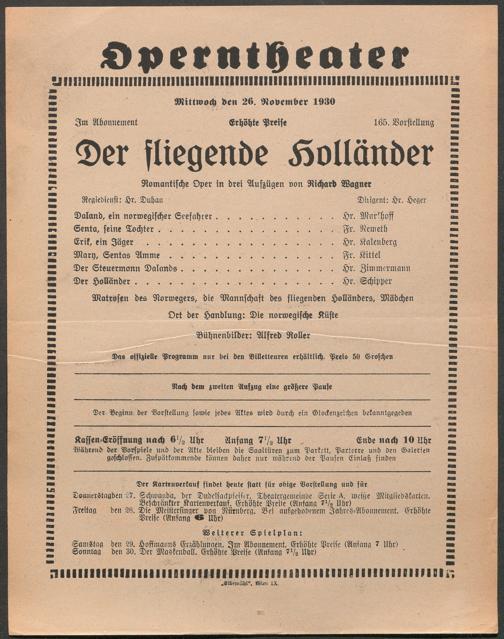 Operntheater
Mittwoch den 26. November 1930
Im Abonnement Erhöhte Preise 165. Vorstellung
Der fliegende Holländer
Romantische Oper in drei Aufzügen von Richard Wagner
Regiedienst: Hr. Duhan Dirigent: Hr. Heger
Daland, ein norwegischer Seefahrer . . . . . . . . . . . . Hr. Markhoff
Senta, seine Tochter . . . . . . . . . . . . . . . . . Fr. Nemeth
Erik, ein Jäger . . . . . . . . . . . . . . . . . . Hr. Kalenberg
Mary, Sentas Amme . . . . . . . . . . . . . . . . Fr. Kittel
Der Steuermann Dalands . . . . . . . . . . . . . . . Hr. Zimmermann
Der Holländer . . . . . . . . . . . . . . . . . . . Hr. Schipper
Matrosen des Norwegers, die Mannschaft des fliegenden Holländers, Mädchen
Ort der Handlung: Die norwegische Küste
Bühnenbilder: Alfred Roller
Das offizielle Programm nur bei den Billetteuren erhältlich. Preis 50 Groschen
Nach dem zweiten Aufzug eine größere Pause
Der Beginn der Vorstellung sowie jedes Aktes wird durch ein Glockenzeichen bekanntgegeben
Kassen-Eröffnung nach 6½ Uhr Anfang 7½ Uhr Ende nach 10 Uhr
Während der Vorspiele und der Akte bleiben die Saaltüren zum Parkett, Parterre und den Galerien
geschlossen. Zuspätkommende können daher nur während der Pausen Einlaß finden
Der Kartenverkauf findet heute statt für obige Vorstellung und für
Donnerstag den 27. Schwanda, der Dudelsackpfeifer. Theatergemeinde Serie A, weiße Mitgliedskarten.
Beschränkter Kartenverkauf. Erhöhte Preise (Anfang 7½ Uhr)
Freitag den 28. Die Meistersinger von Nürnberg. Bei aufgehobenem Jahres-Abonnement. Erhöhte
Preise (Anfang 6 Uhr)
Weiterer Spielplan:
Samstag den 29. Hoffmanns Erzählungen. Im Abonnement. Erhöhte Preise (Anfang 7 Uhr)
Sonntag den 30. Der Maskenball. Erhöhte Preise (Anfang 7½ Uhr)
„Elbemühl“, Wien IX.